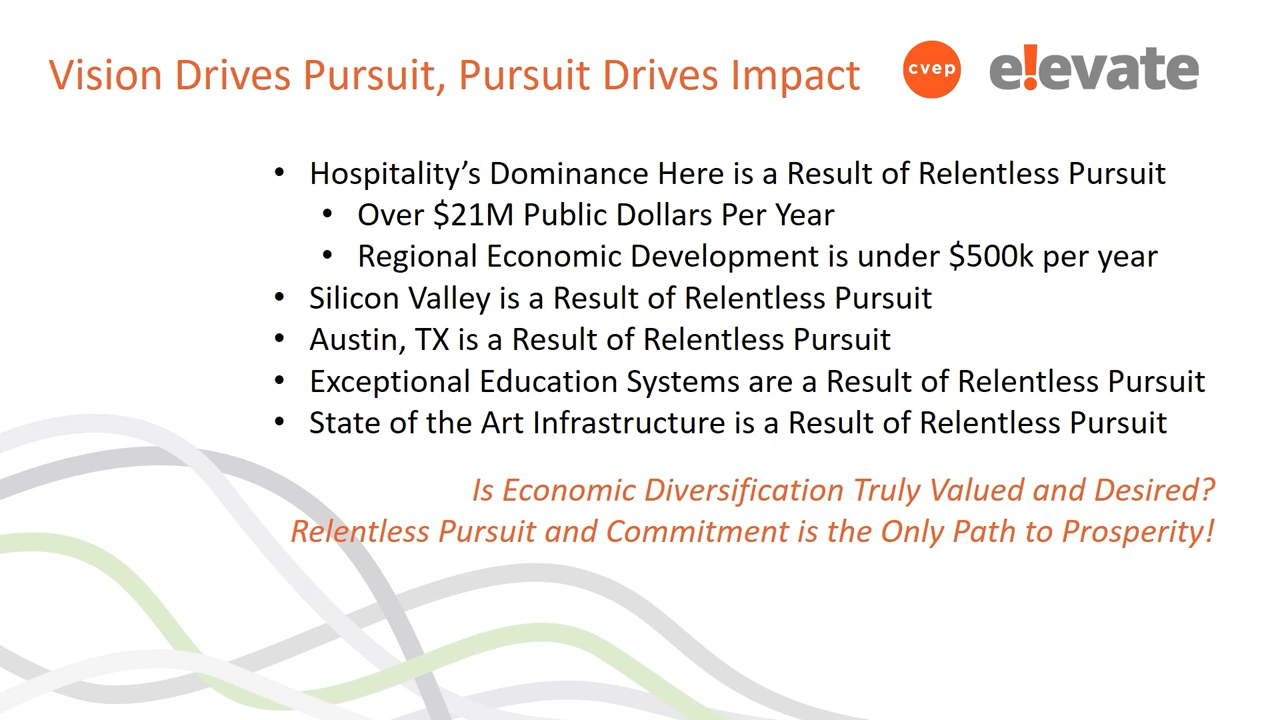 Vision Drives Pursuit, Pursuit Drives Impact
cvep
e!evate
• Hospitality’s Dominance Here is a Result of Relentless Pursuit
• Over $21M Public Dollars Per Year
• Regional Economic Development is under $500k per year
• Silicon Valley is a Result of Relentless Pursuit
• Austin, TX is a Result of Relentless Pursuit
• Exceptional Education Systems are a Result of Relentless Pursuit
• State of the Art Infrastructure is a Result of Relentless Pursuit
Is Economic Diversification Truly Valued and Desired?
Relentless Pursuit and Commitment is the Only Path to Prosperity!